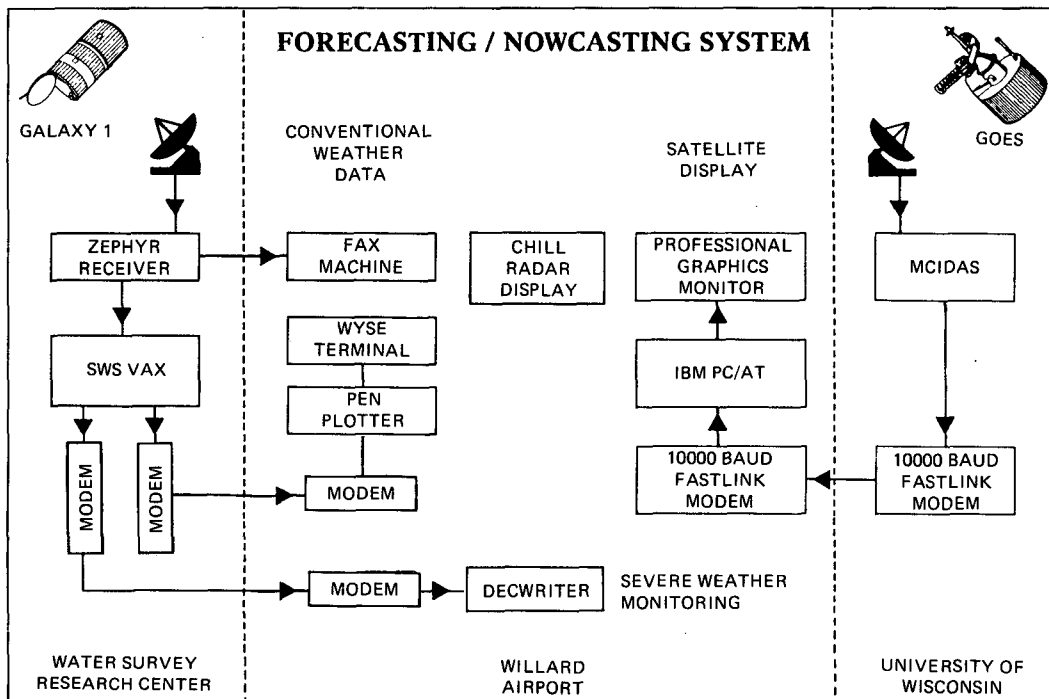 FORECASTING / NOWCASTING SYSTEM
GALAXY 1
CONVENTIONAL
WEATHER
DATA
SATELLITE
DISPLAY
GOES
ZEPHYR
RECEIVER
FAX
MACHINE
CHILL
RADAR
DISPLAY
PROFESSIONAL
GRAPHICS
MONITOR
MCIDAS
SWS VAX
WYSE
TERMINAL
PEN
PLOTTER
IBM PC/AT
MODEM
MODEM
MODEM
10000 BAUD
FASTLINK
MODEM
10000 BAUD
FASTLINK
MODEM
MODEM
DECWRITER
SEVERE WEATHER
MONITORING
WATER SURVEY
RESEARCH CENTER
WILLARD
AIRPORT
UNIVERSITY OF
WISCONSIN